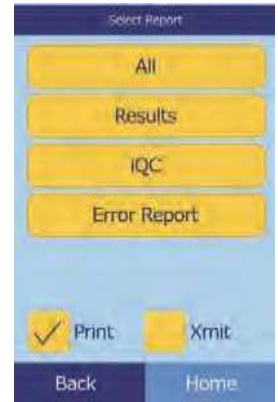 Select Report
All
Results
iQC
Error Report
Print Xmit
Back Home